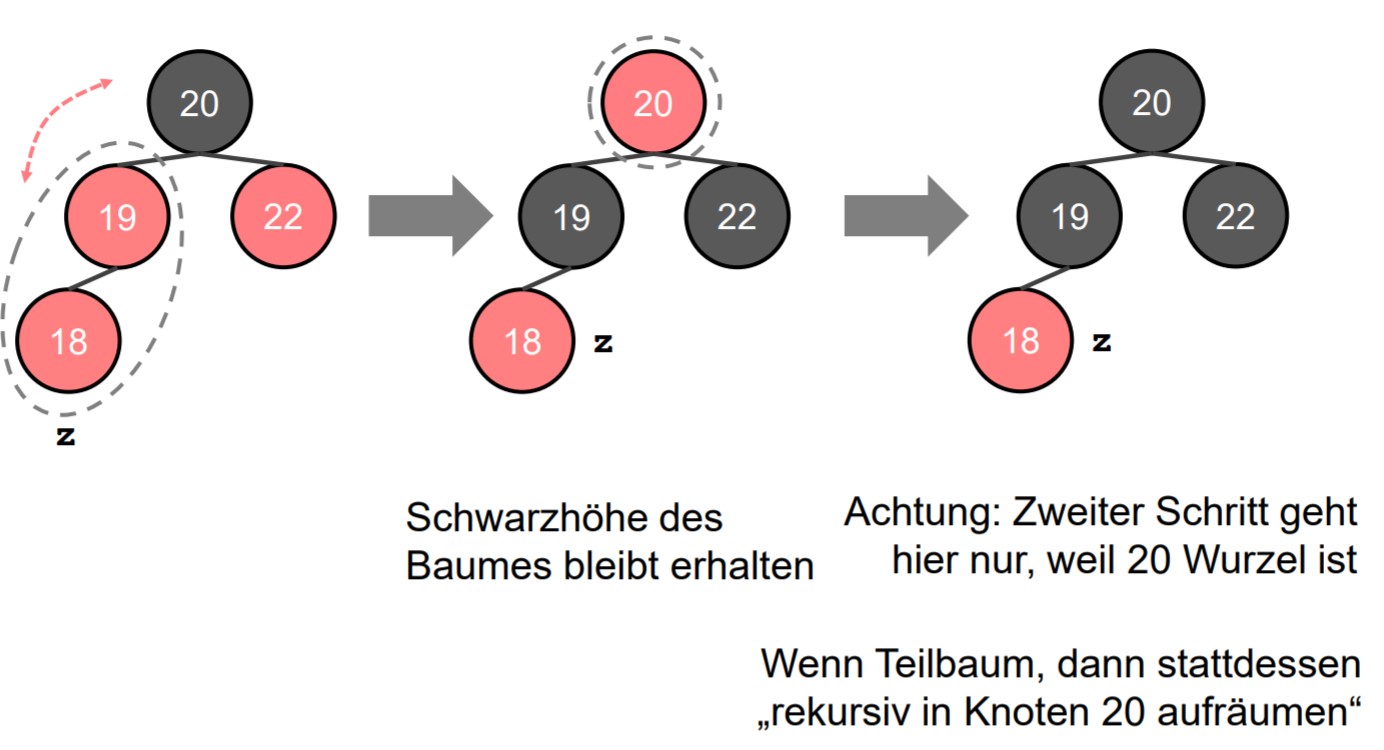 20
20
20
19
22
19
22
19
22
18
18
z
18
z
z
Schwarzhöhe des
Baumes bleibt erhalten
Achtung: Zweiter Schritt geht
hier nur, weil 20 Wurzel ist
Wenn Teilbaum, dann stattdessen
„rekursiv in Knoten 20 aufräumen“